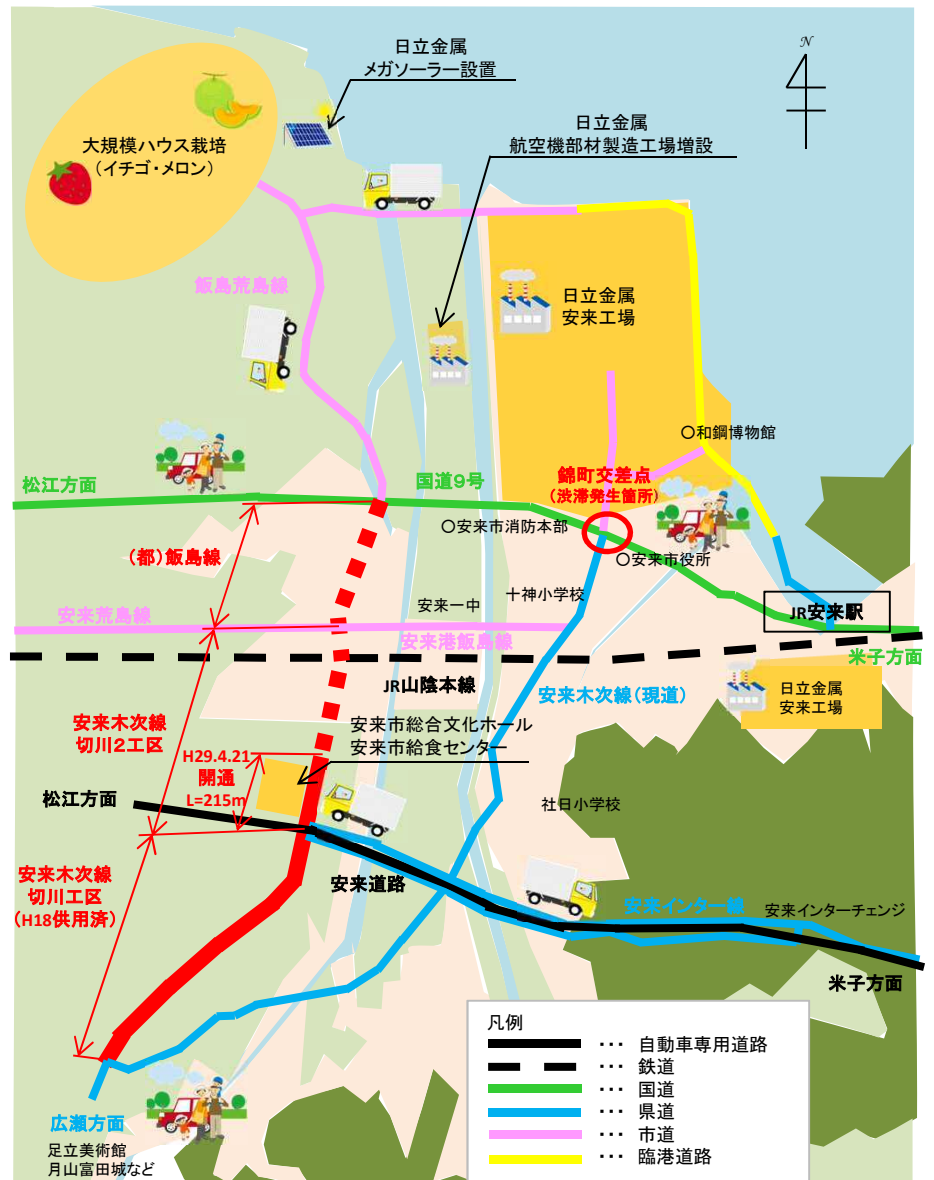 日立金属
メガソーラー設置
N
日立金属
航空機部材製造工場増設
大規模ハウス栽培
(イチゴ・メロン)
飯島荒島線
日立金属
安来工場
○和鋼博物館
松江方面
国道9号
錦町交差点
(渋滞発生箇所)
○安来市消防本部
○安来市役所
(都)飯島線
十神小学校
安来一中
安来荒島線
安来港飯島線
JR安来駅
米子方面
JR山陰本線
安来木次線(現道)
日立金属
安来工場
安来木次線
切川2工区
安来市総合文化ホール
安来市給食センター
H29.4.21
開通
L=215m
松江方面
社日小学校
安来木次線
切川工区
(H18供用済)
安来道路
安来インター線
安来インターチェンジ
米子方面
広瀬方面
足立美術館
月山富田城など
凡例
・・・ 自動車専用道路
・・・ 鉄道
・・・ 国道
・・・ 県道
・・・ 市道
・・・ 臨港道路